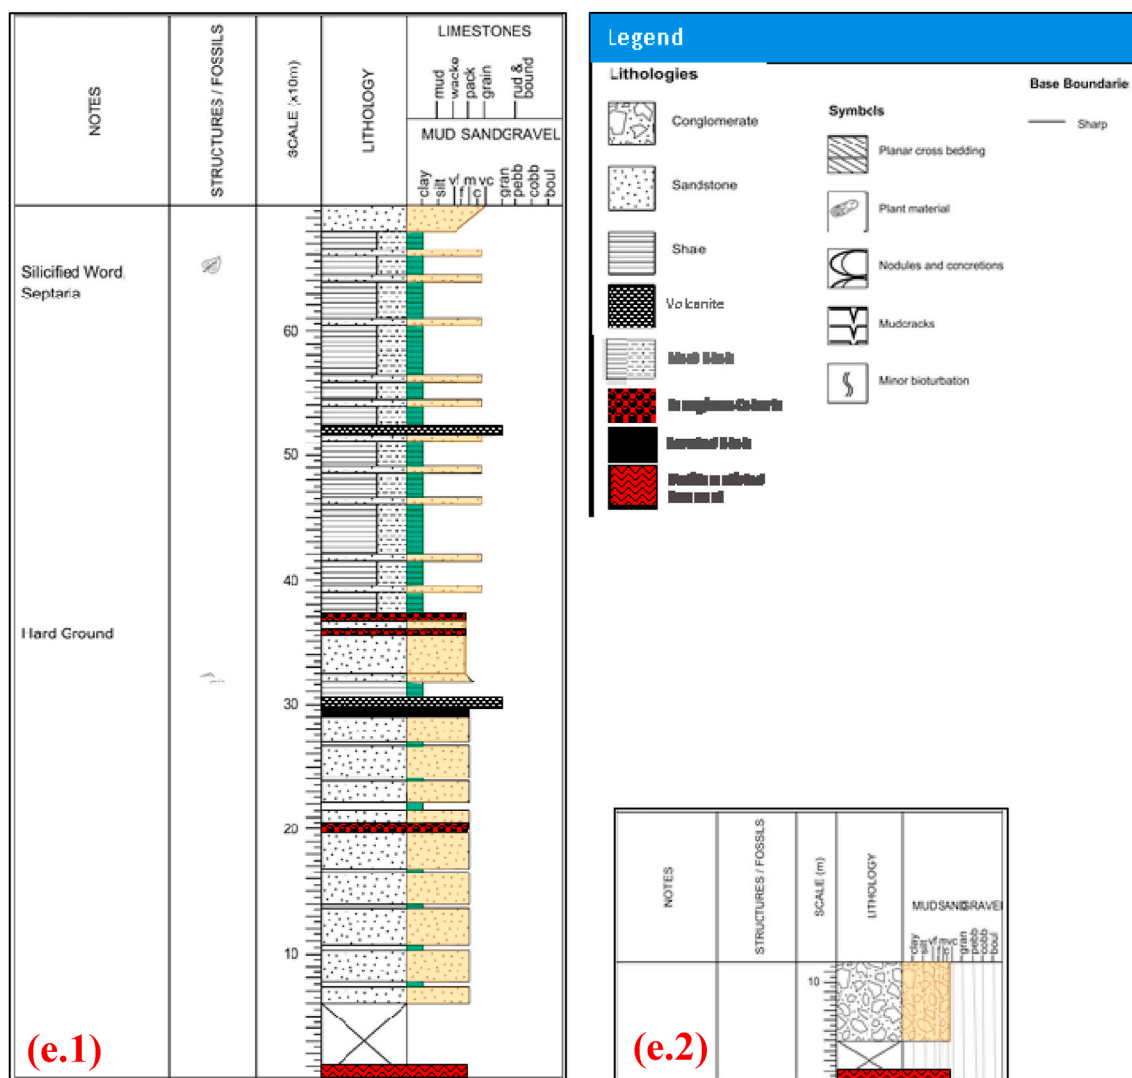 NOTES
STRUCTURES / FOSSILS
SCALE (x10m)
LITHOLOGY
LIMESTONES
mud
wacke
pack
grain
rud &
bound
MUD SANDGRAVEL
clay
silt
vf
f
m
c
vc
gran
pebb
cobb
boul
Silicified Word,
Septaria
Hard Ground
60
50
40
30
20
10
(e.1)
Legend
Lithologies
Conglomerate
Sandstone
Shae
Volcanite
Symbols
Planar cross bedding
Plant material
Nodules and concretions
Mudcracks
Minor bioturbation
Base Boundarie
Sharp
NOTES
STRUCTURES / FOSSILS
SCALE (m)
LITHOLOGY
MUDSANDGRAVEL
clay
silt
vf
f
m
c
vc
gran
pebb
cobb
boul
10
(e.2)